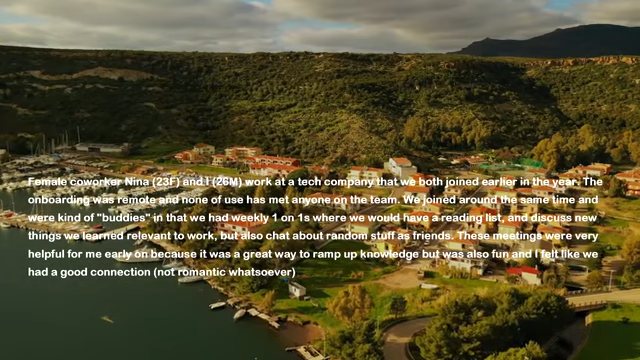 Female coworker Nina (23F) and I (26M) work at a tech company that we both joined earlier in the year. The
onboarding was remote and none of use has met anyone on the team. We joined around the same time and
were kind of "buddies" in that we had weekly 1 on 1s where we would have a reading list, and discuss new
things we learned relevant to work, but also chat about random stuff as friends. These meetings were very
helpful for me early on because it was a great way to ramp up knowledge but was also fun and I felt like we
had a good connection (not romantic whatsoever)